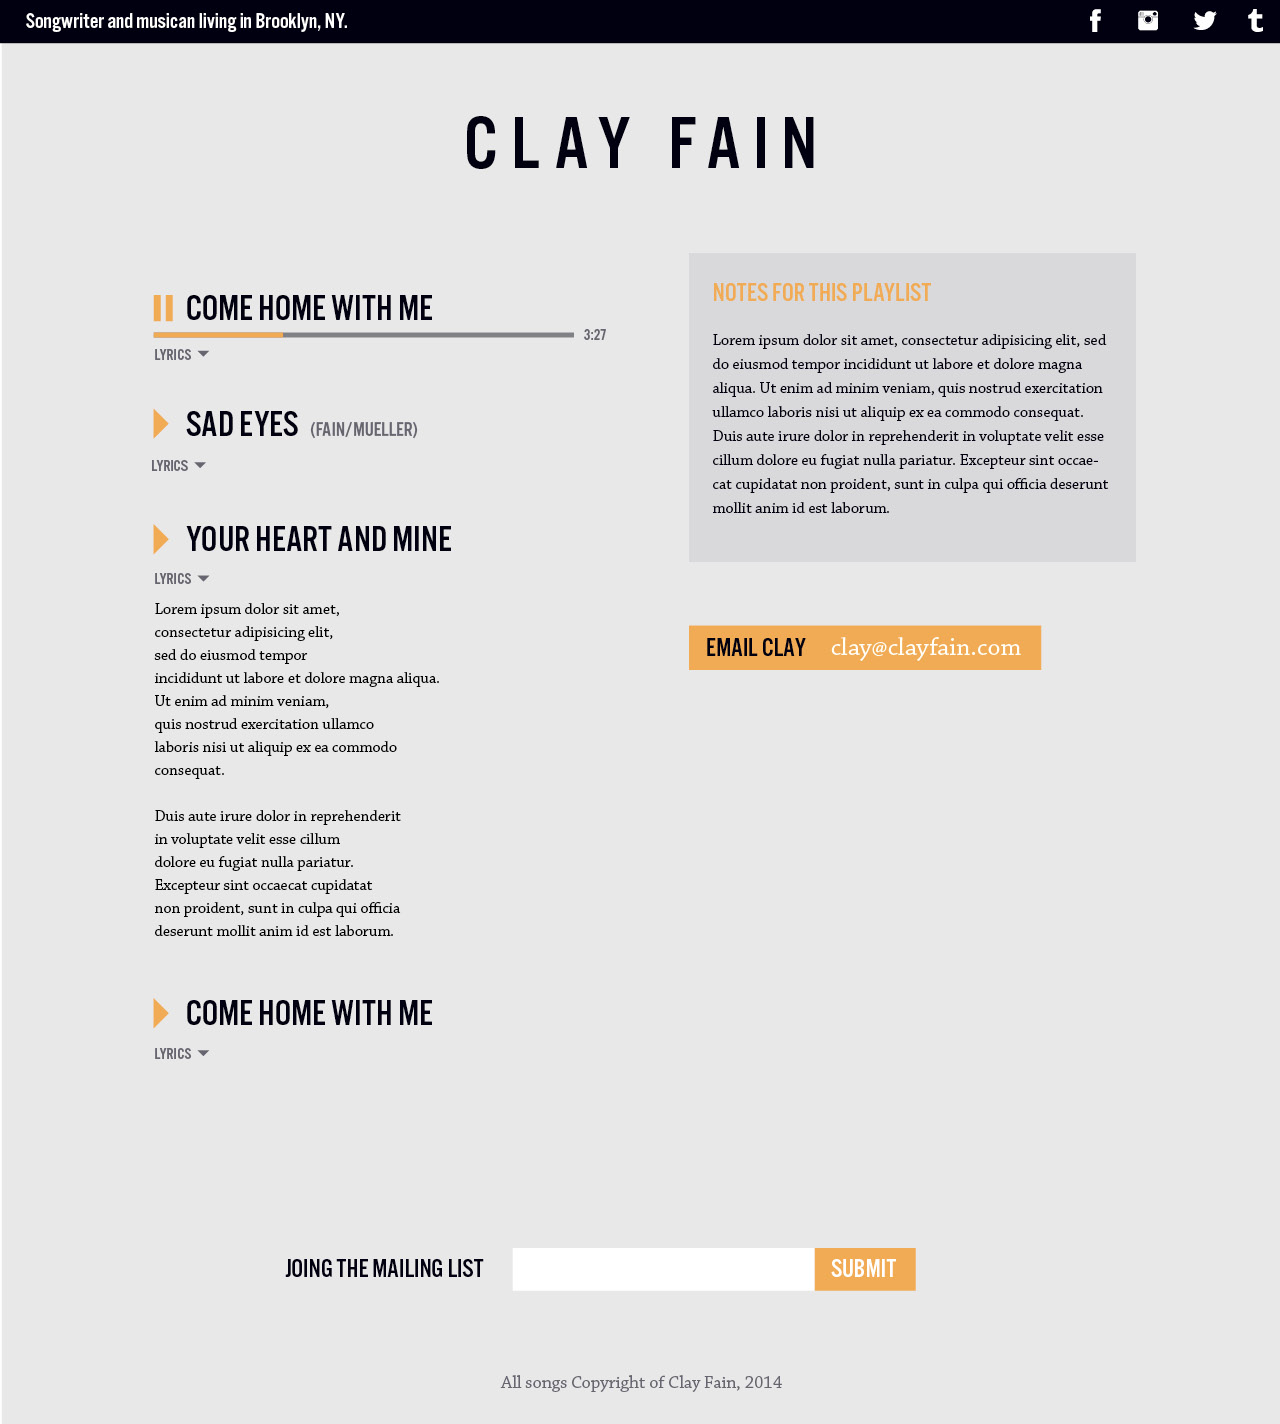 Songwriter and musican living in Brooklyn, NY.
CLAY FAIN
COME HOME WITH ME
3:27
LYRICS
SAD EYES (FAIN/MUELLER)
LYRICS
YOUR HEART AND MINE
LYRICS
Lorem ipsum dolor sit amet,
consectetur adipisicing elit,
sed do eiusmod tempor
incididunt ut labore et dolore magna aliqua.
Ut enim ad minim veniam,
quis nostrud exercitation ullamco
laboris nisi ut aliquip ex ea commodo
consequat.
Duis aute irure dolor in reprehenderit
in voluptate velit esse cillum
dolore eu fugiat nulla pariatur.
Excepteur sint occaecat cupidatat
non proident, sunt in culpa qui officia
deserunt mollit anim id est laborum.
COME HOME WITH ME
LYRICS
NOTES FOR THIS PLAYLIST
Lorem ipsum dolor sit amet, consectetur adipisicing elit, sed
do eiusmod tempor incididunt ut labore et dolore magna
aliqua. Ut enim ad minim veniam, quis nostrud exercitation
ullamco laboris nisi ut aliquip ex ea commodo consequat.
Duis aute irure dolor in reprehenderit in voluptate velit esse
cillum dolore eu fugiat nulla pariatur. Excepteur sint occae-
cat cupidatat non proident, sunt in culpa qui officia deserunt
mollit anim id est laborum.
EMAIL CLAY clay@clayfain.com
JOING THE MAILING LIST
SUBMIT
All songs Copyright of Clay Fain, 2014